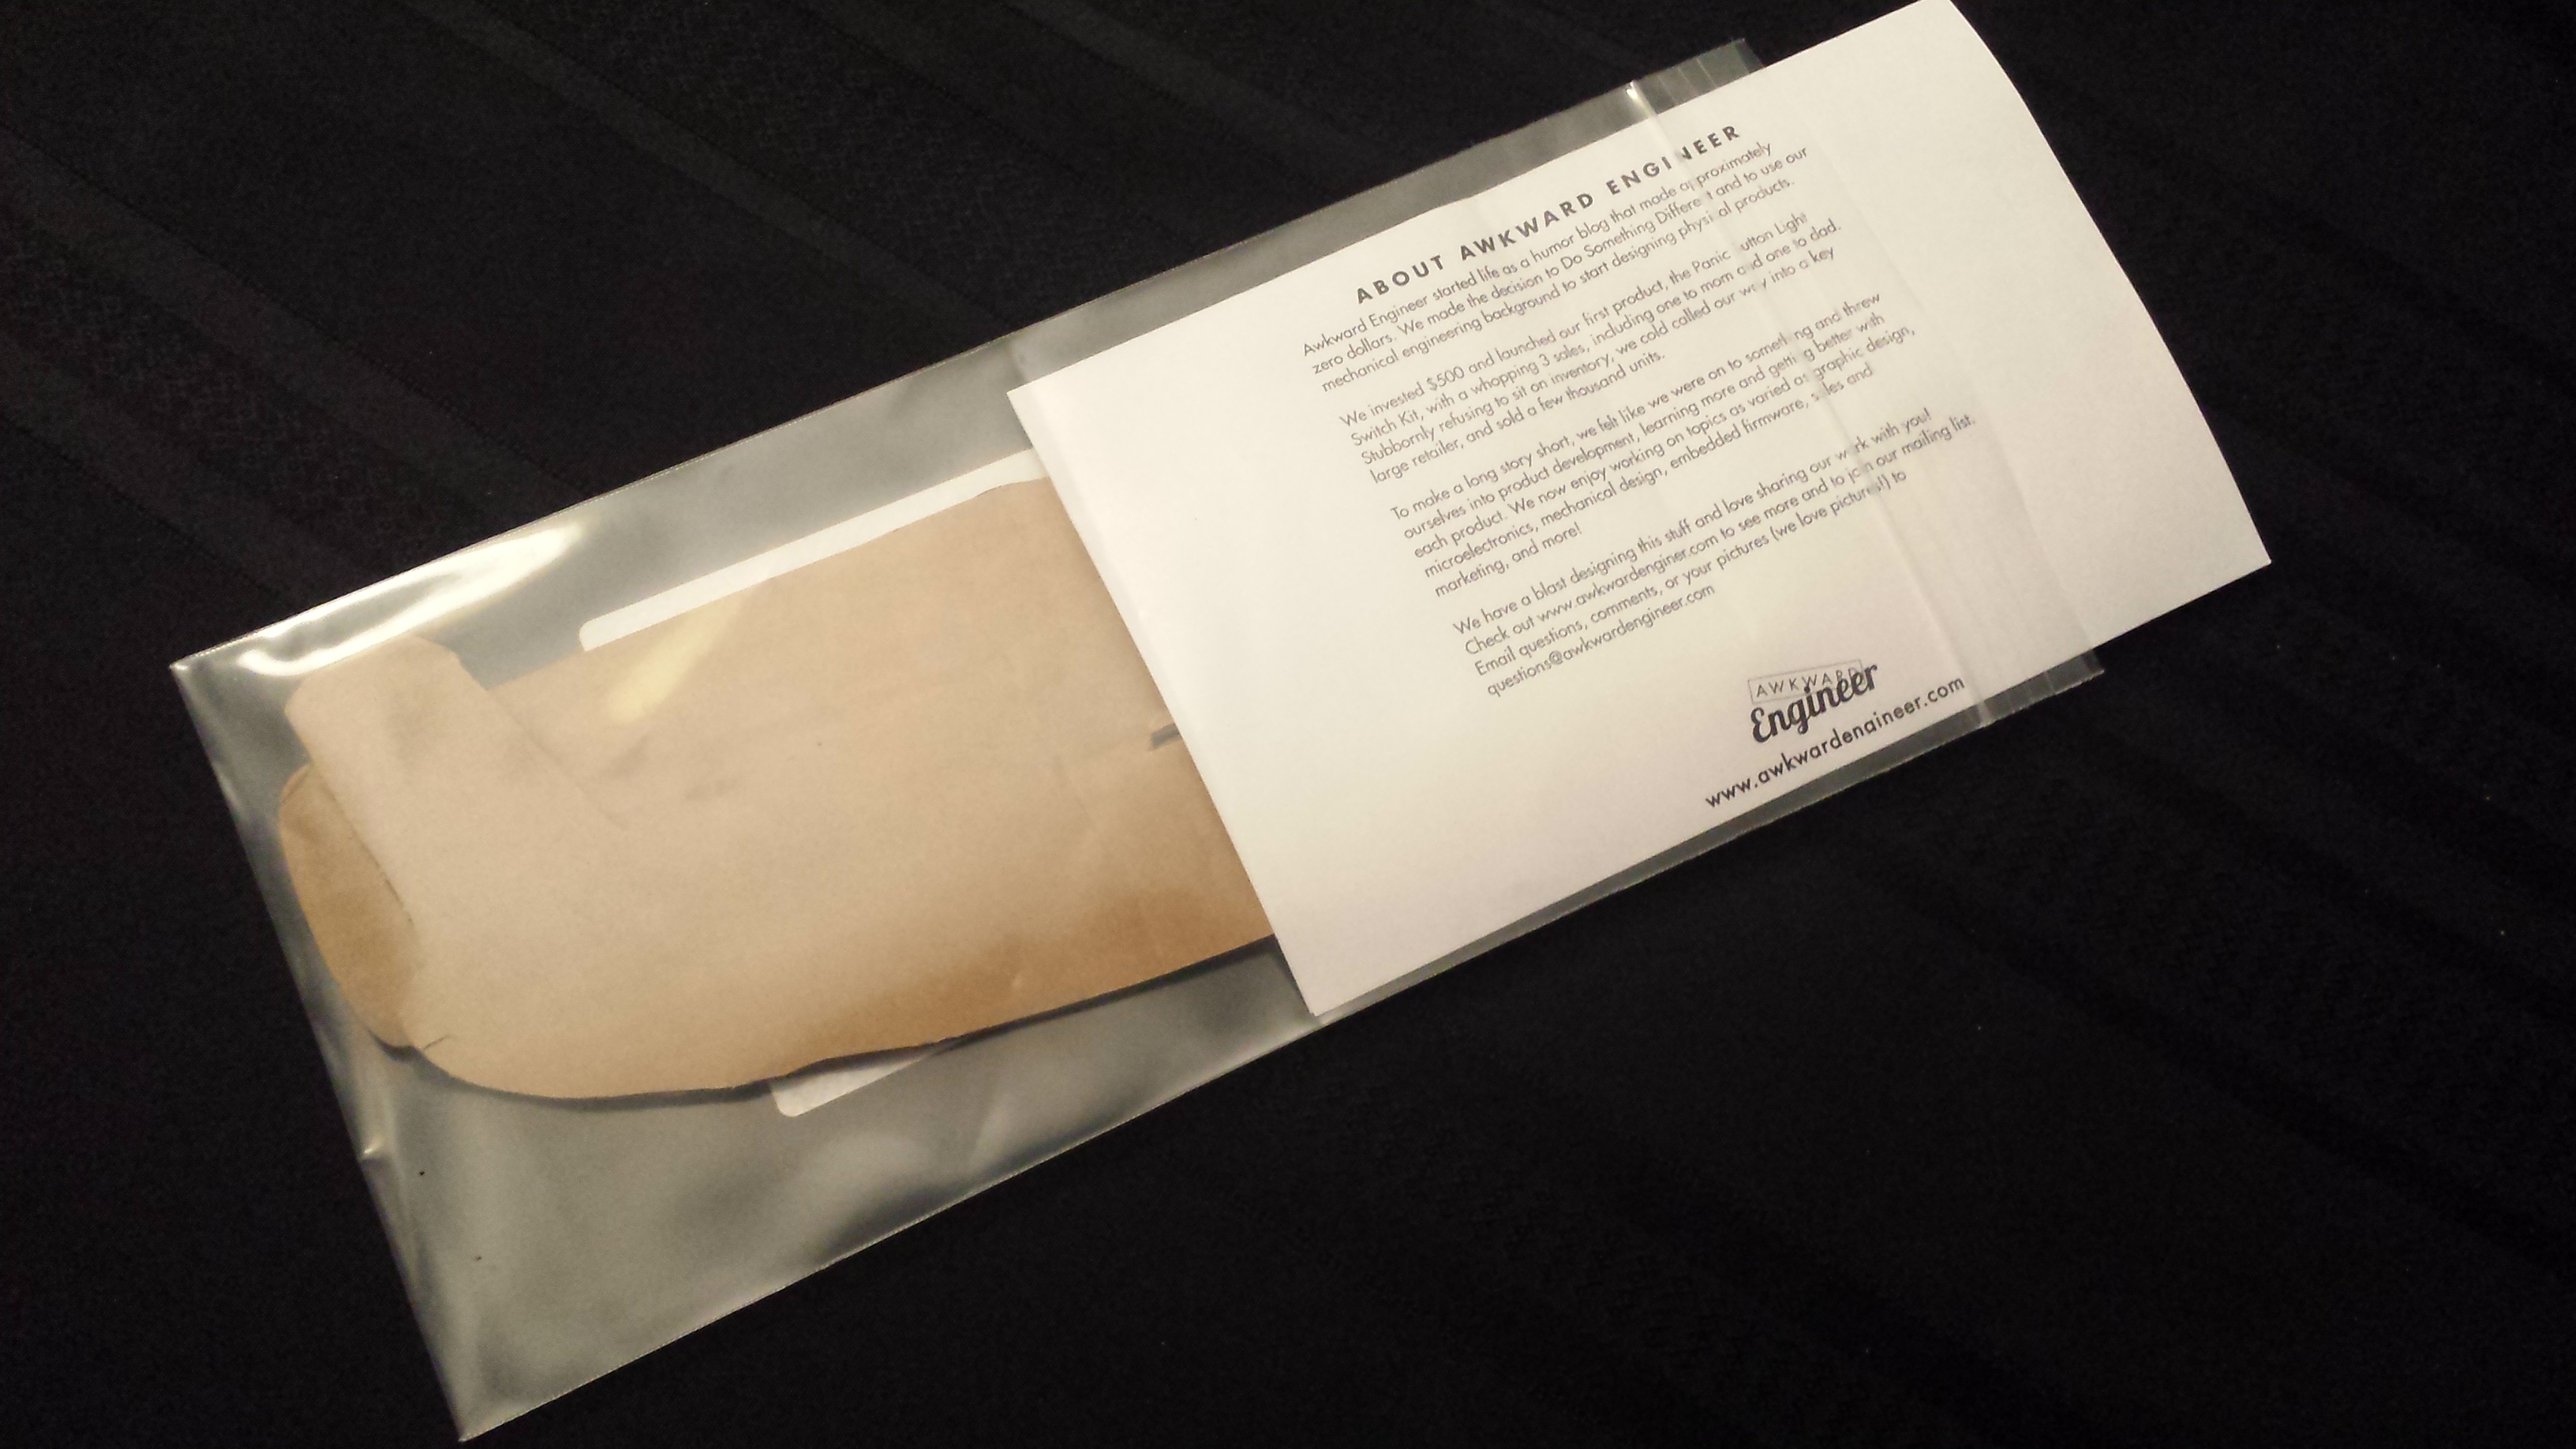 ABOUT AWKWARD ENGINEER
Awkward Engineer started life as a humor blog that made approximately
zero dollars. We made the decision to Do Something Different and to use our
mechanical engineering background to start designing physical products.
We invested $500 and launched our first product, the Panic Button Light
Switch Kit, with a whopping 3 sales, including one to mom and one to dad.
Stubbornly refusing to sit on inventory, we cold called our way into a key
large retailer, and sold a few thousand units.
To make a long story short, we felt like we were on to something and threw
ourselves into product development, learning more and getting better with
each product. We now enjoy working on topics as varied as graphic design,
microelectronics, mechanical design, embedded firmware, sales and
marketing, and more!
We have a blast designing this stuff and love sharing our work with you!
Check out www.awkwardenginer.com to see more and to join our mailing list.
Email questions, comments, or your pictures (we love pictures!) to
questions@awkwardengineer.com
AWKWARD
Engineer
www.awkwardengineer.com